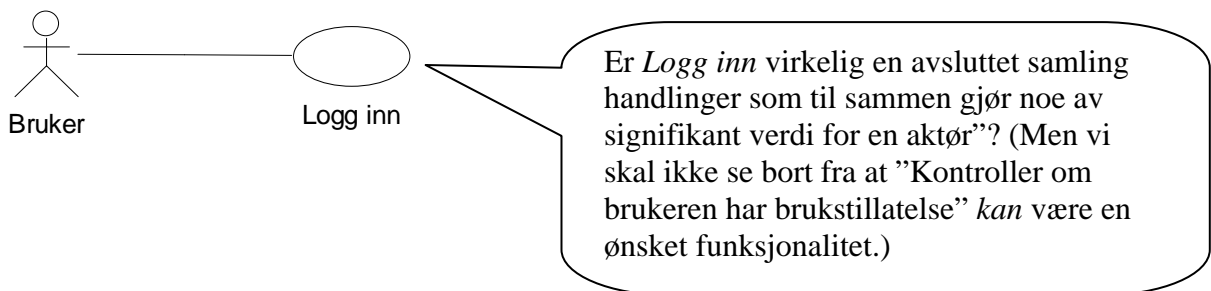 Bruker
Logg inn
Er Logg inn virkelig en avsluttet samling
handlinger som til sammen gjør noe av
signifikant verdi for en aktør”? (Men vi
skal ikke se bort fra at ”Kontroller om
brukeren har brukstillatelse” kan være en
ønsket funksjonalitet.)